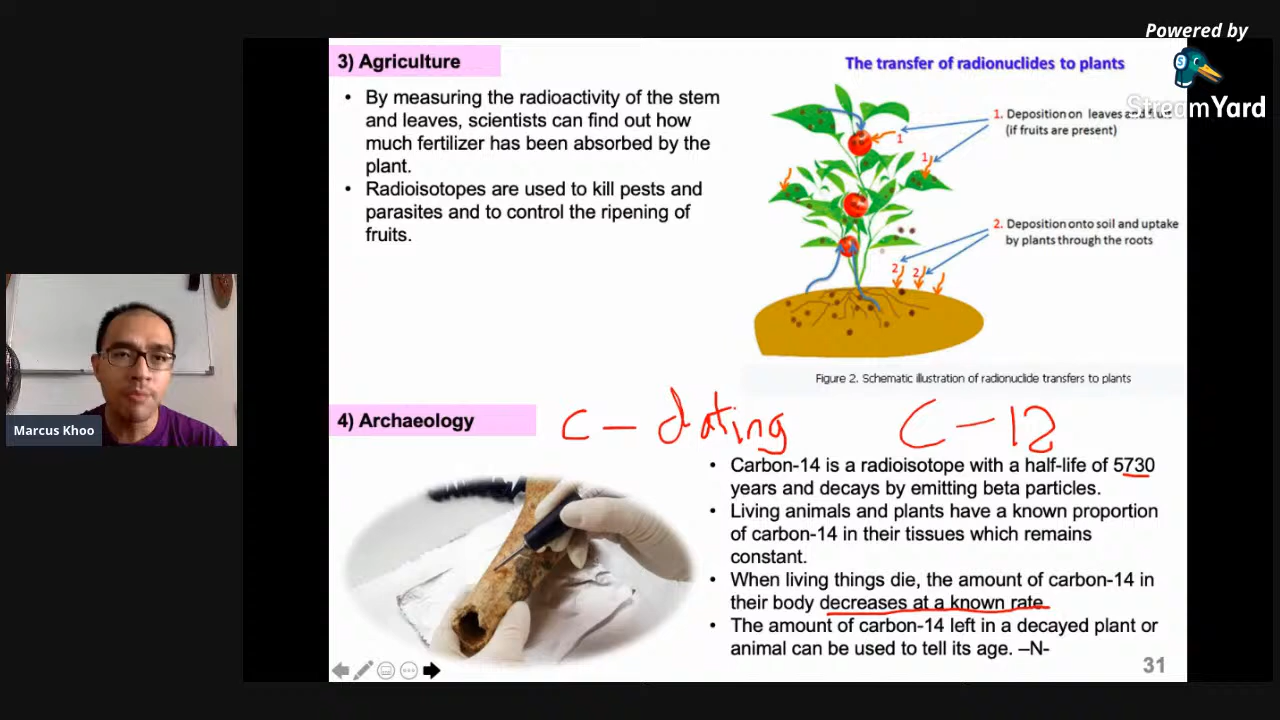 Powered by
StreamYard
3) Agriculture
• By measuring the radioactivity of the stem
and leaves, scientists can find out how
much fertilizer has been absorbed by the
plant.
• Radioisotopes are used to kill pests and
parasites and to control the ripening of
fruits.
The transfer of radionuclides to plants
1. Deposition on leaves and fruit
(if fruits are present)
1
1
2. Deposition onto soil and uptake
by plants through the roots
2 2
Figure 2. Schematic illustration of radionuclide transfers to plants
Marcus Khoo
4) Archaeology
C - dating
C - 12
• Carbon-14 is a radioisotope with a half-life of 5730
years and decays by emitting beta particles.
• Living animals and plants have a known proportion
of carbon-14 in their tissues which remains
constant.
• When living things die, the amount of carbon-14 in
their body decreases at a known rate.
• The amount of carbon-14 left in a decayed plant or
animal can be used to tell its age. –N-
31